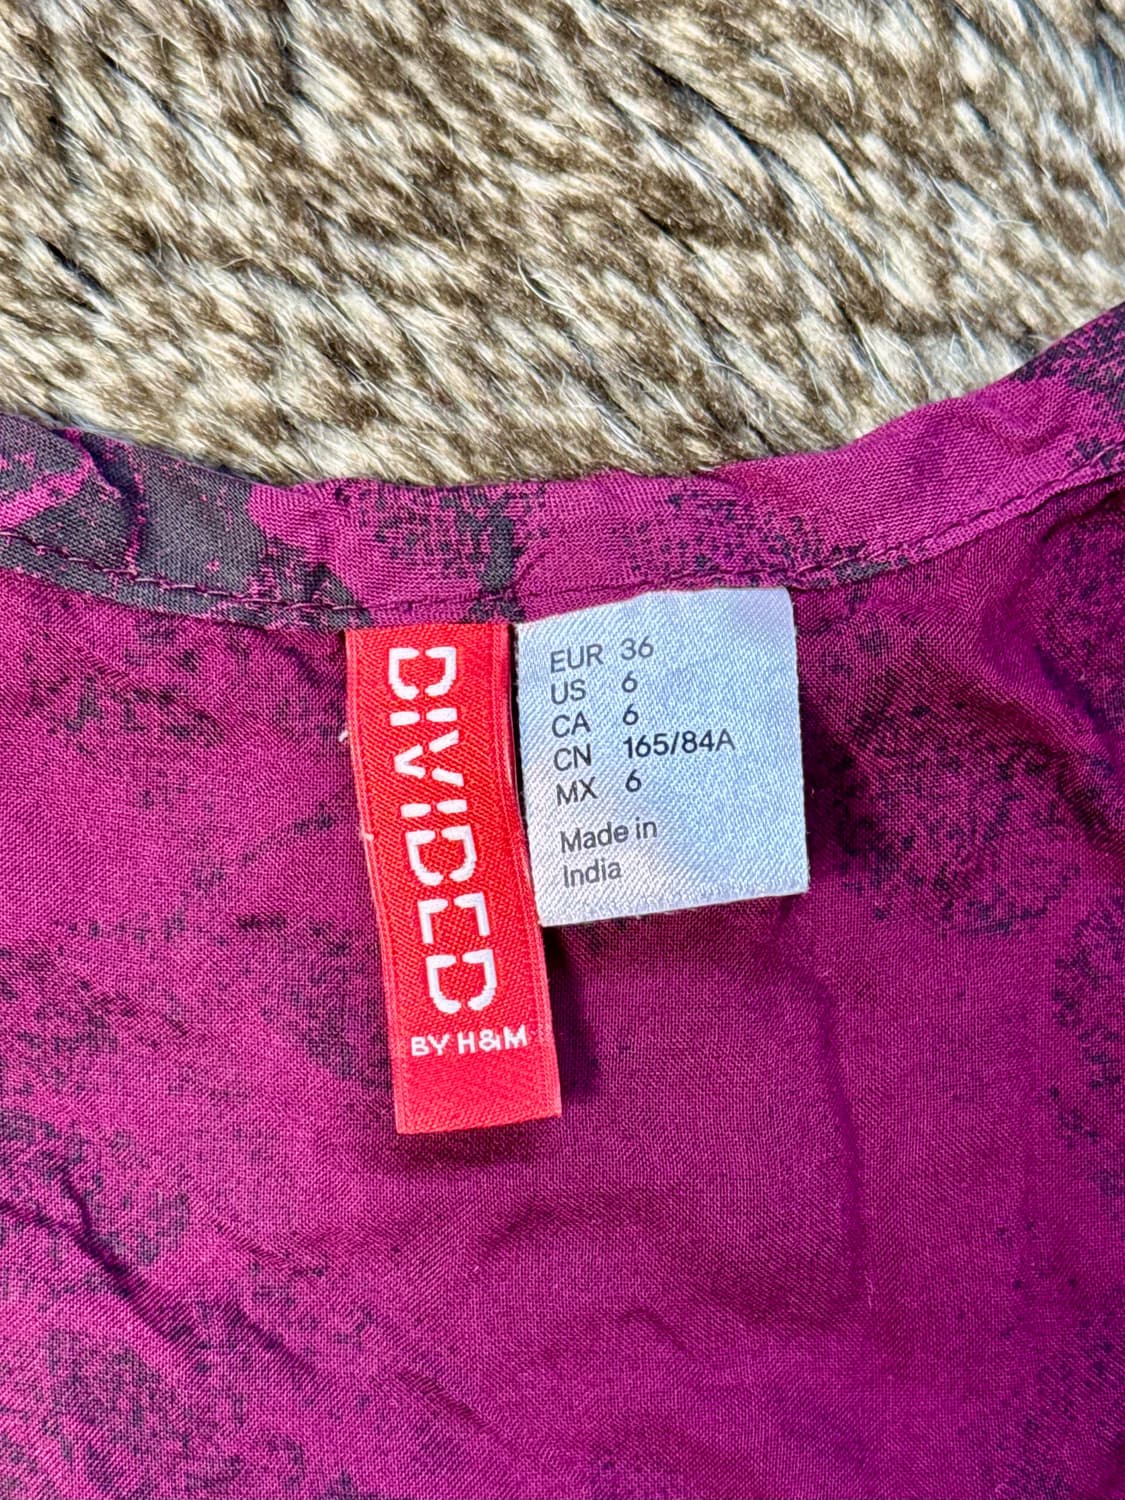 DIVIDED
BY H&M
EUR 36
US 6
CA 6
CN 165/84A
MX 6
Made in
India